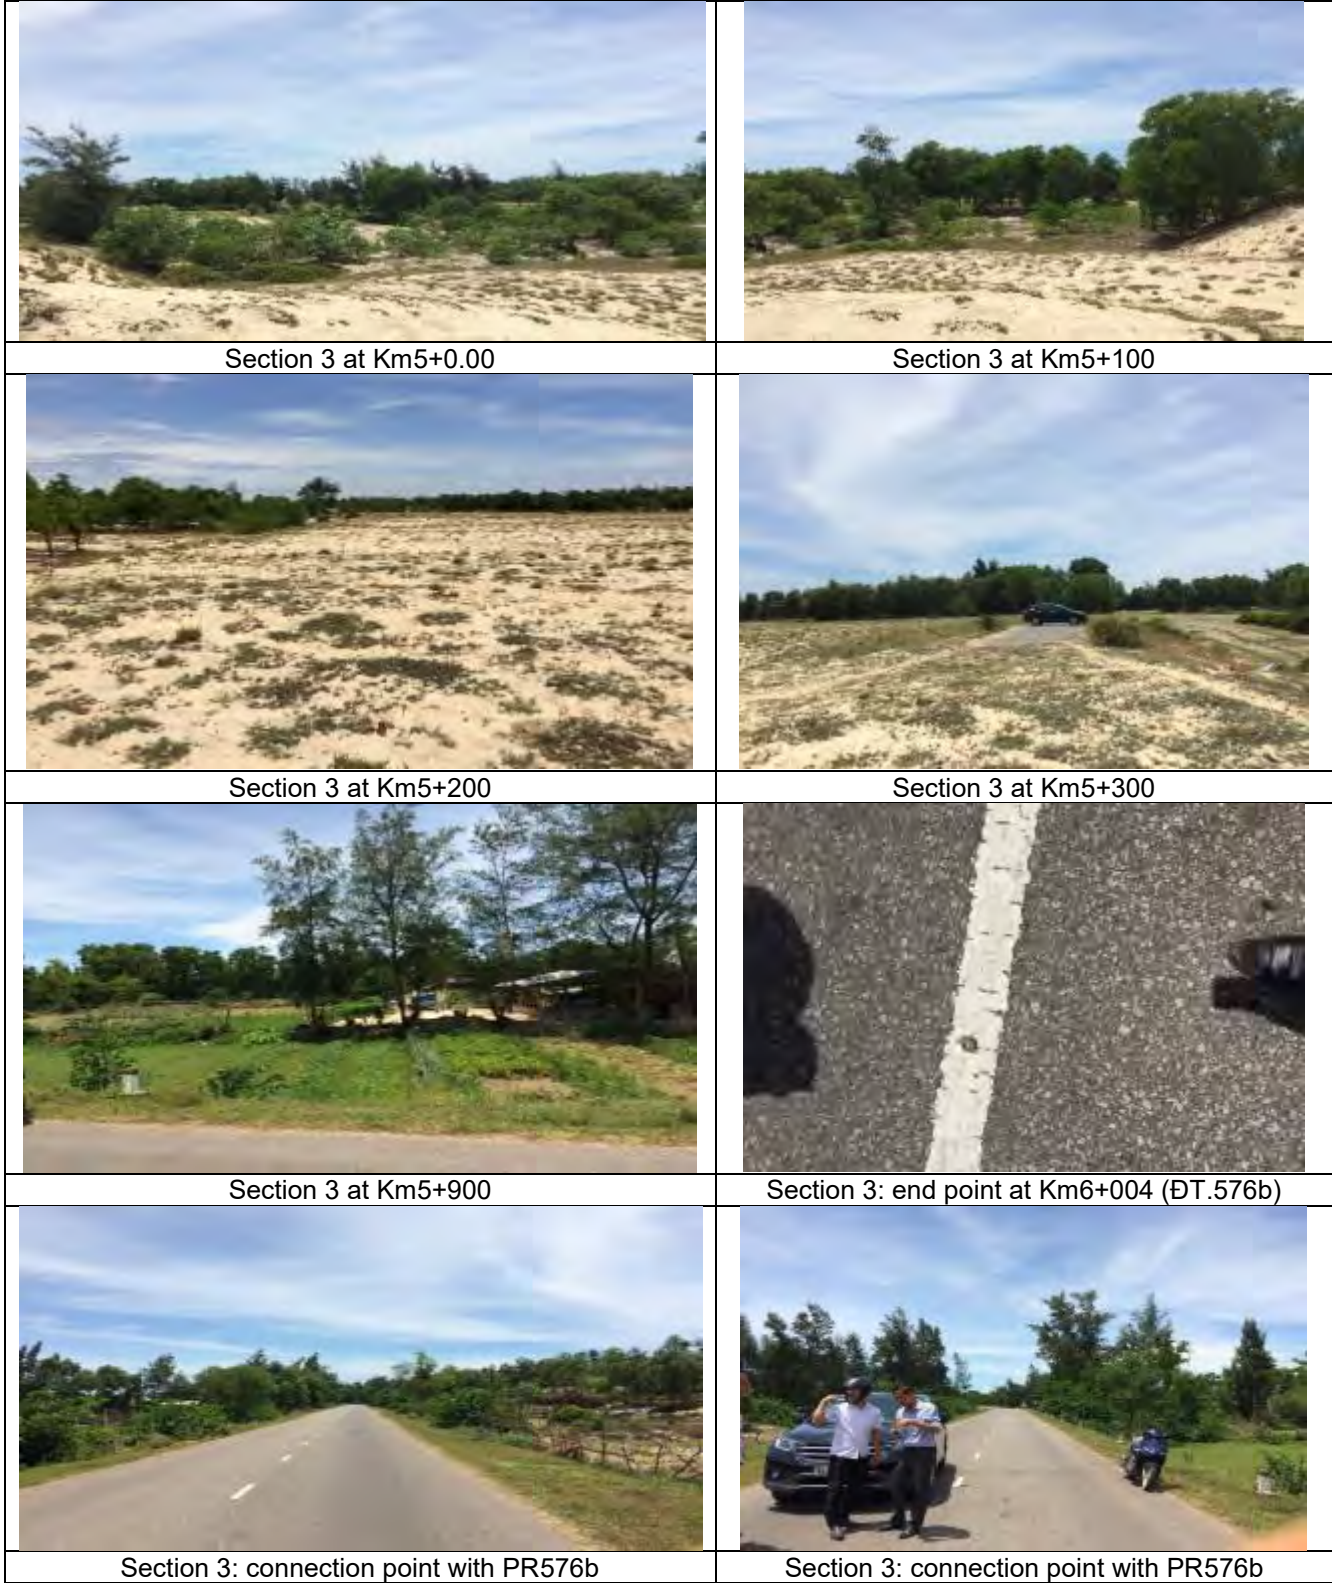 Section 3 at Km5+0.00
Section 3 at Km5+100
Section 3 at Km5+200
Section 3 at Km5+300
Section 3 at Km5+900
Section 3: end point at Km6+004 (ĐT.576b)
Section 3: connection point with PR576b
Section 3: connection point with PR576b